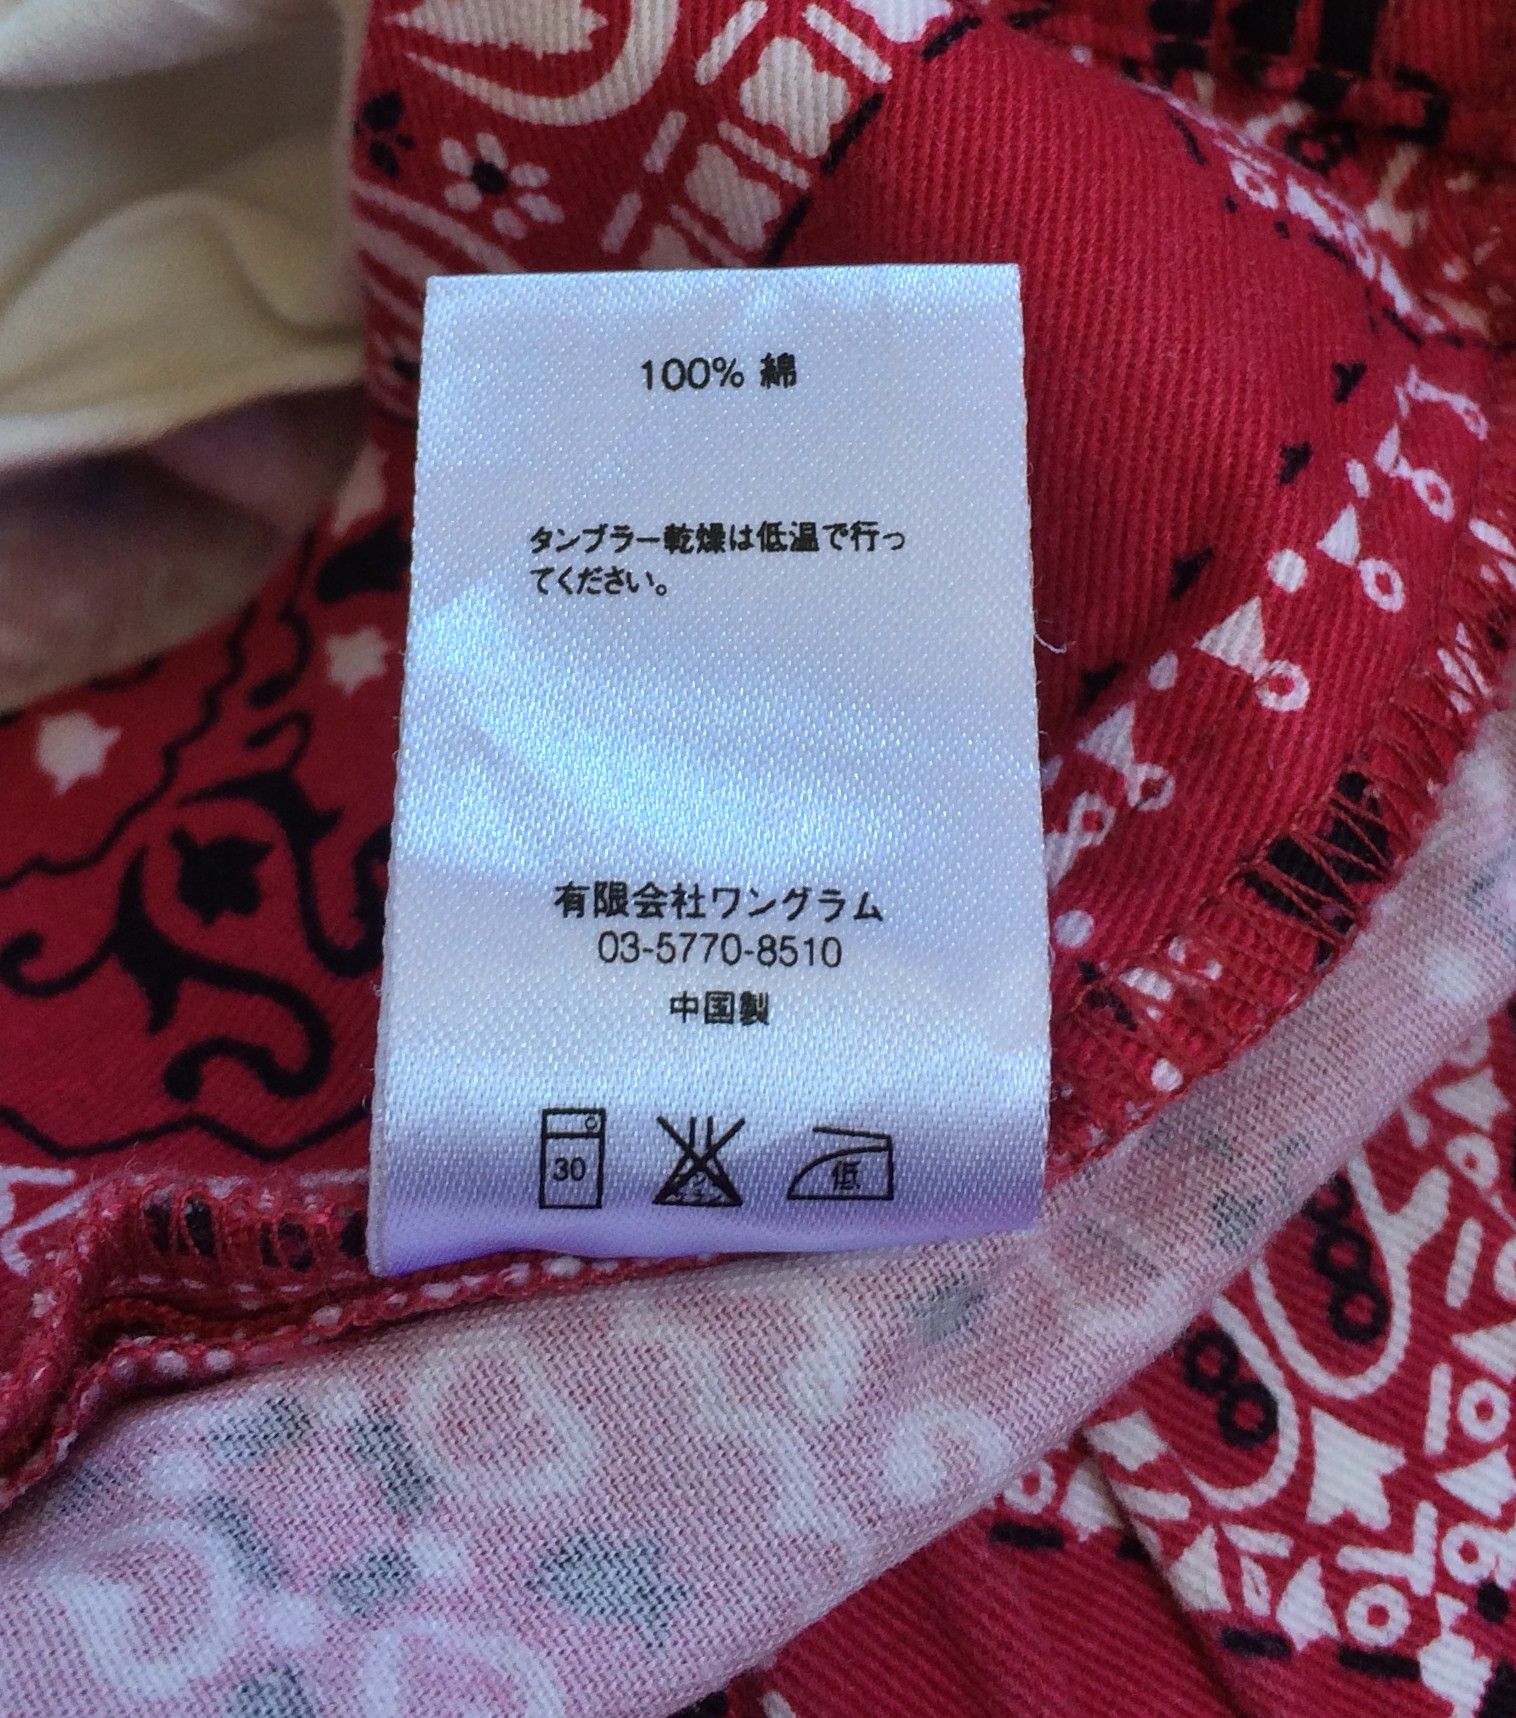 100% 綿
タンブラー乾燥は低温で行っ
てください。
有限会社ワングラム
03-5770-8510
中国製
C
30
低